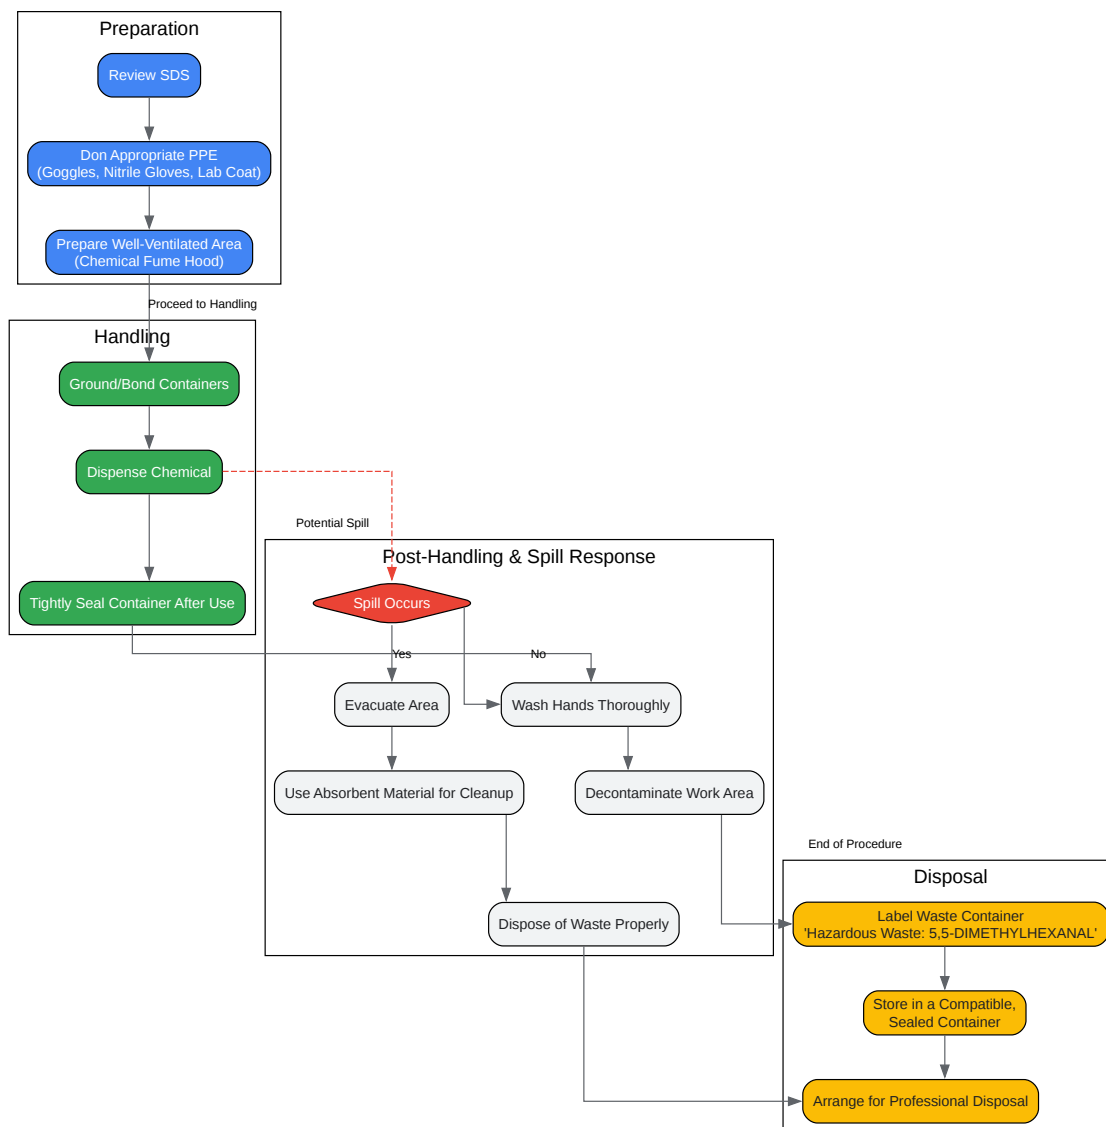 Preparation
Review SDS
Don Appropriate PPE
(Goggles, Nitrile Gloves, Lab Coat)
Prepare Well-Ventilated Area
(Chemical Fume Hood)
Proceed to Handling
Handling
Ground/Bond Containers
Dispense Chemical
Potential Spill
Tightly Seal Container After Use
Post-Handling & Spill Response
Spill Occurs
Yes
No
Evacuate Area
Wash Hands Thoroughly
Use Absorbent Material for Cleanup
Decontaminate Work Area
Dispose of Waste Properly
End of Procedure
Disposal
Label Waste Container
'Hazardous Waste: 5,5-DIMETHYLHEXANAL'
Store in a Compatible,
Sealed Container
Arrange for Professional Disposal